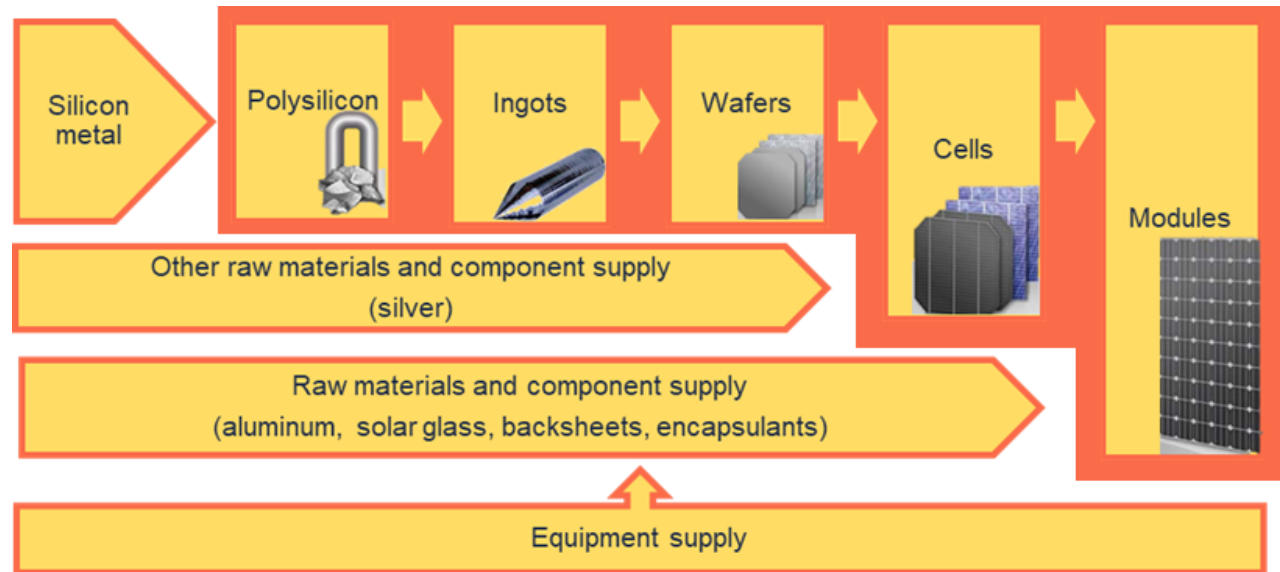 Silicon
metal
Polysilicon
Ingots
Wafers
Cells
Modules
Other raw materials and component supply
(silver)
Raw materials and component supply
(aluminum, solar glass, backsheets, encapsulants)
Equipment supply